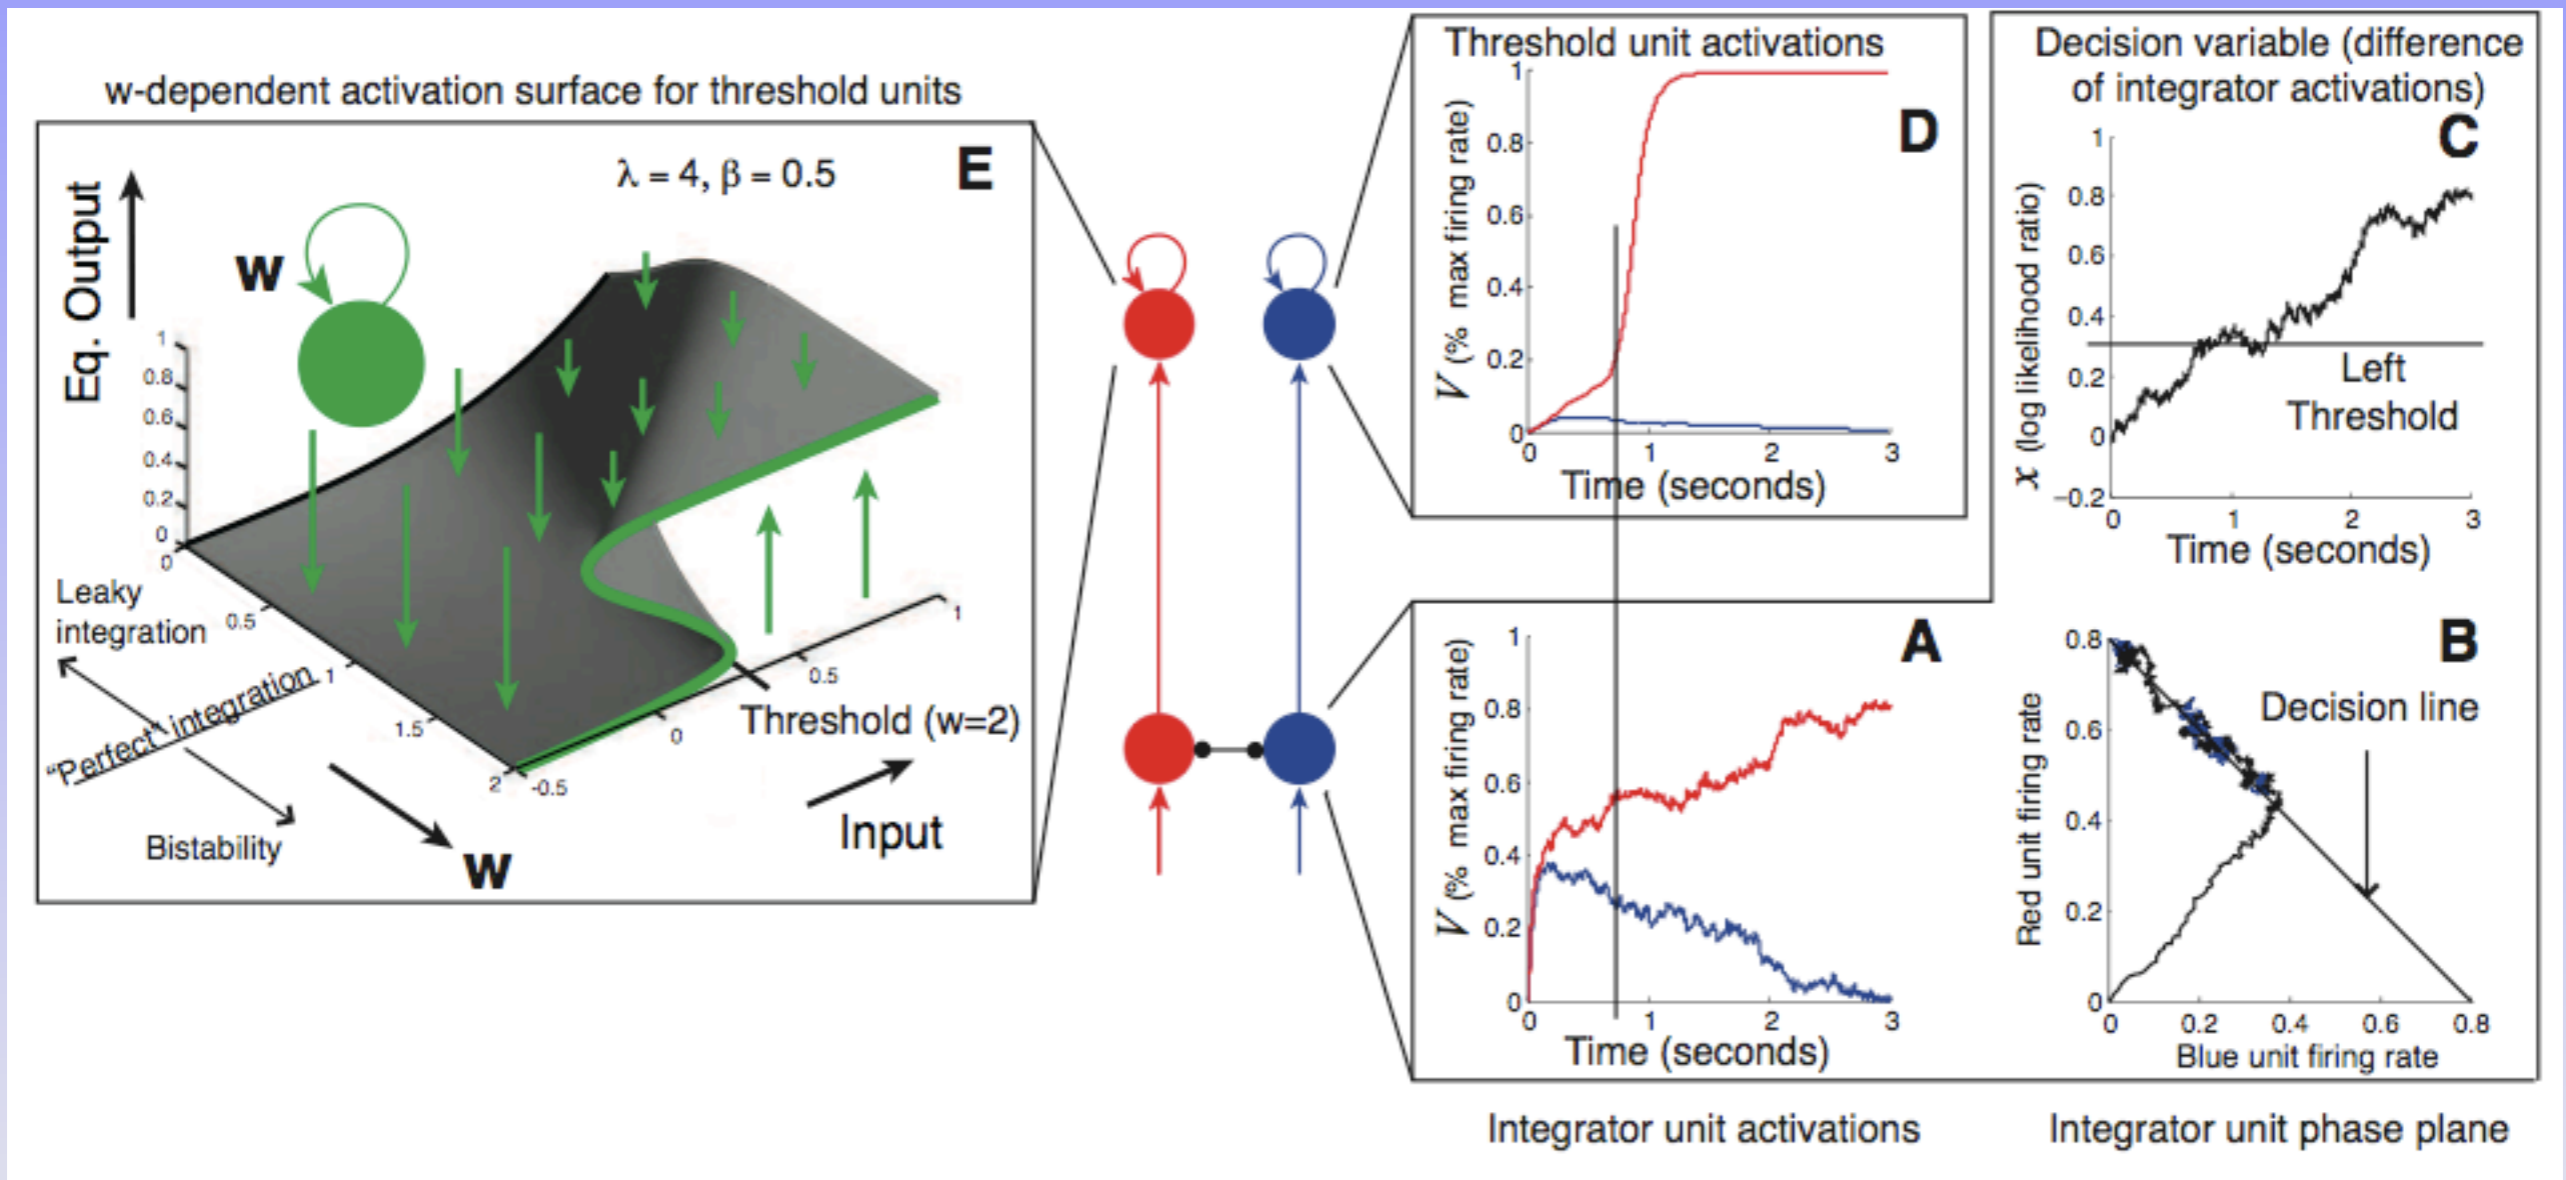 w-dependent activation surface for threshold units
E
λ = 4, β = 0.5
Eq. Output
w
1
0.8
0.6
0.4
0.2
0
0
0.5
1
1.5
2
-0.5
0
0.5
1
Leaky
integration
"Perfect" integration
Bistability
w
Input
Threshold (w=2)
Threshold unit activations
D
V (% max firing rate)
1
0.8
0.6
0.4
0.2
0
0 1 2 3
Time (seconds)
Decision variable (difference
of integrator activations)
C
x (log likelihood ratio)
1
0.8
0.6
0.4
0.2
0
−0.2
Left
Threshold
0 1 2 3
Time (seconds)
A
V (% max firing rate)
1
0.8
0.6
0.4
0.2
0
0 1 2 3
Time (seconds)
Integrator unit activations
B
Decision line
Red unit firing rate
0.8
0.6
0.4
0.2
0
0 0.2 0.4 0.6 0.8
Blue unit firing rate
Integrator unit phase plane